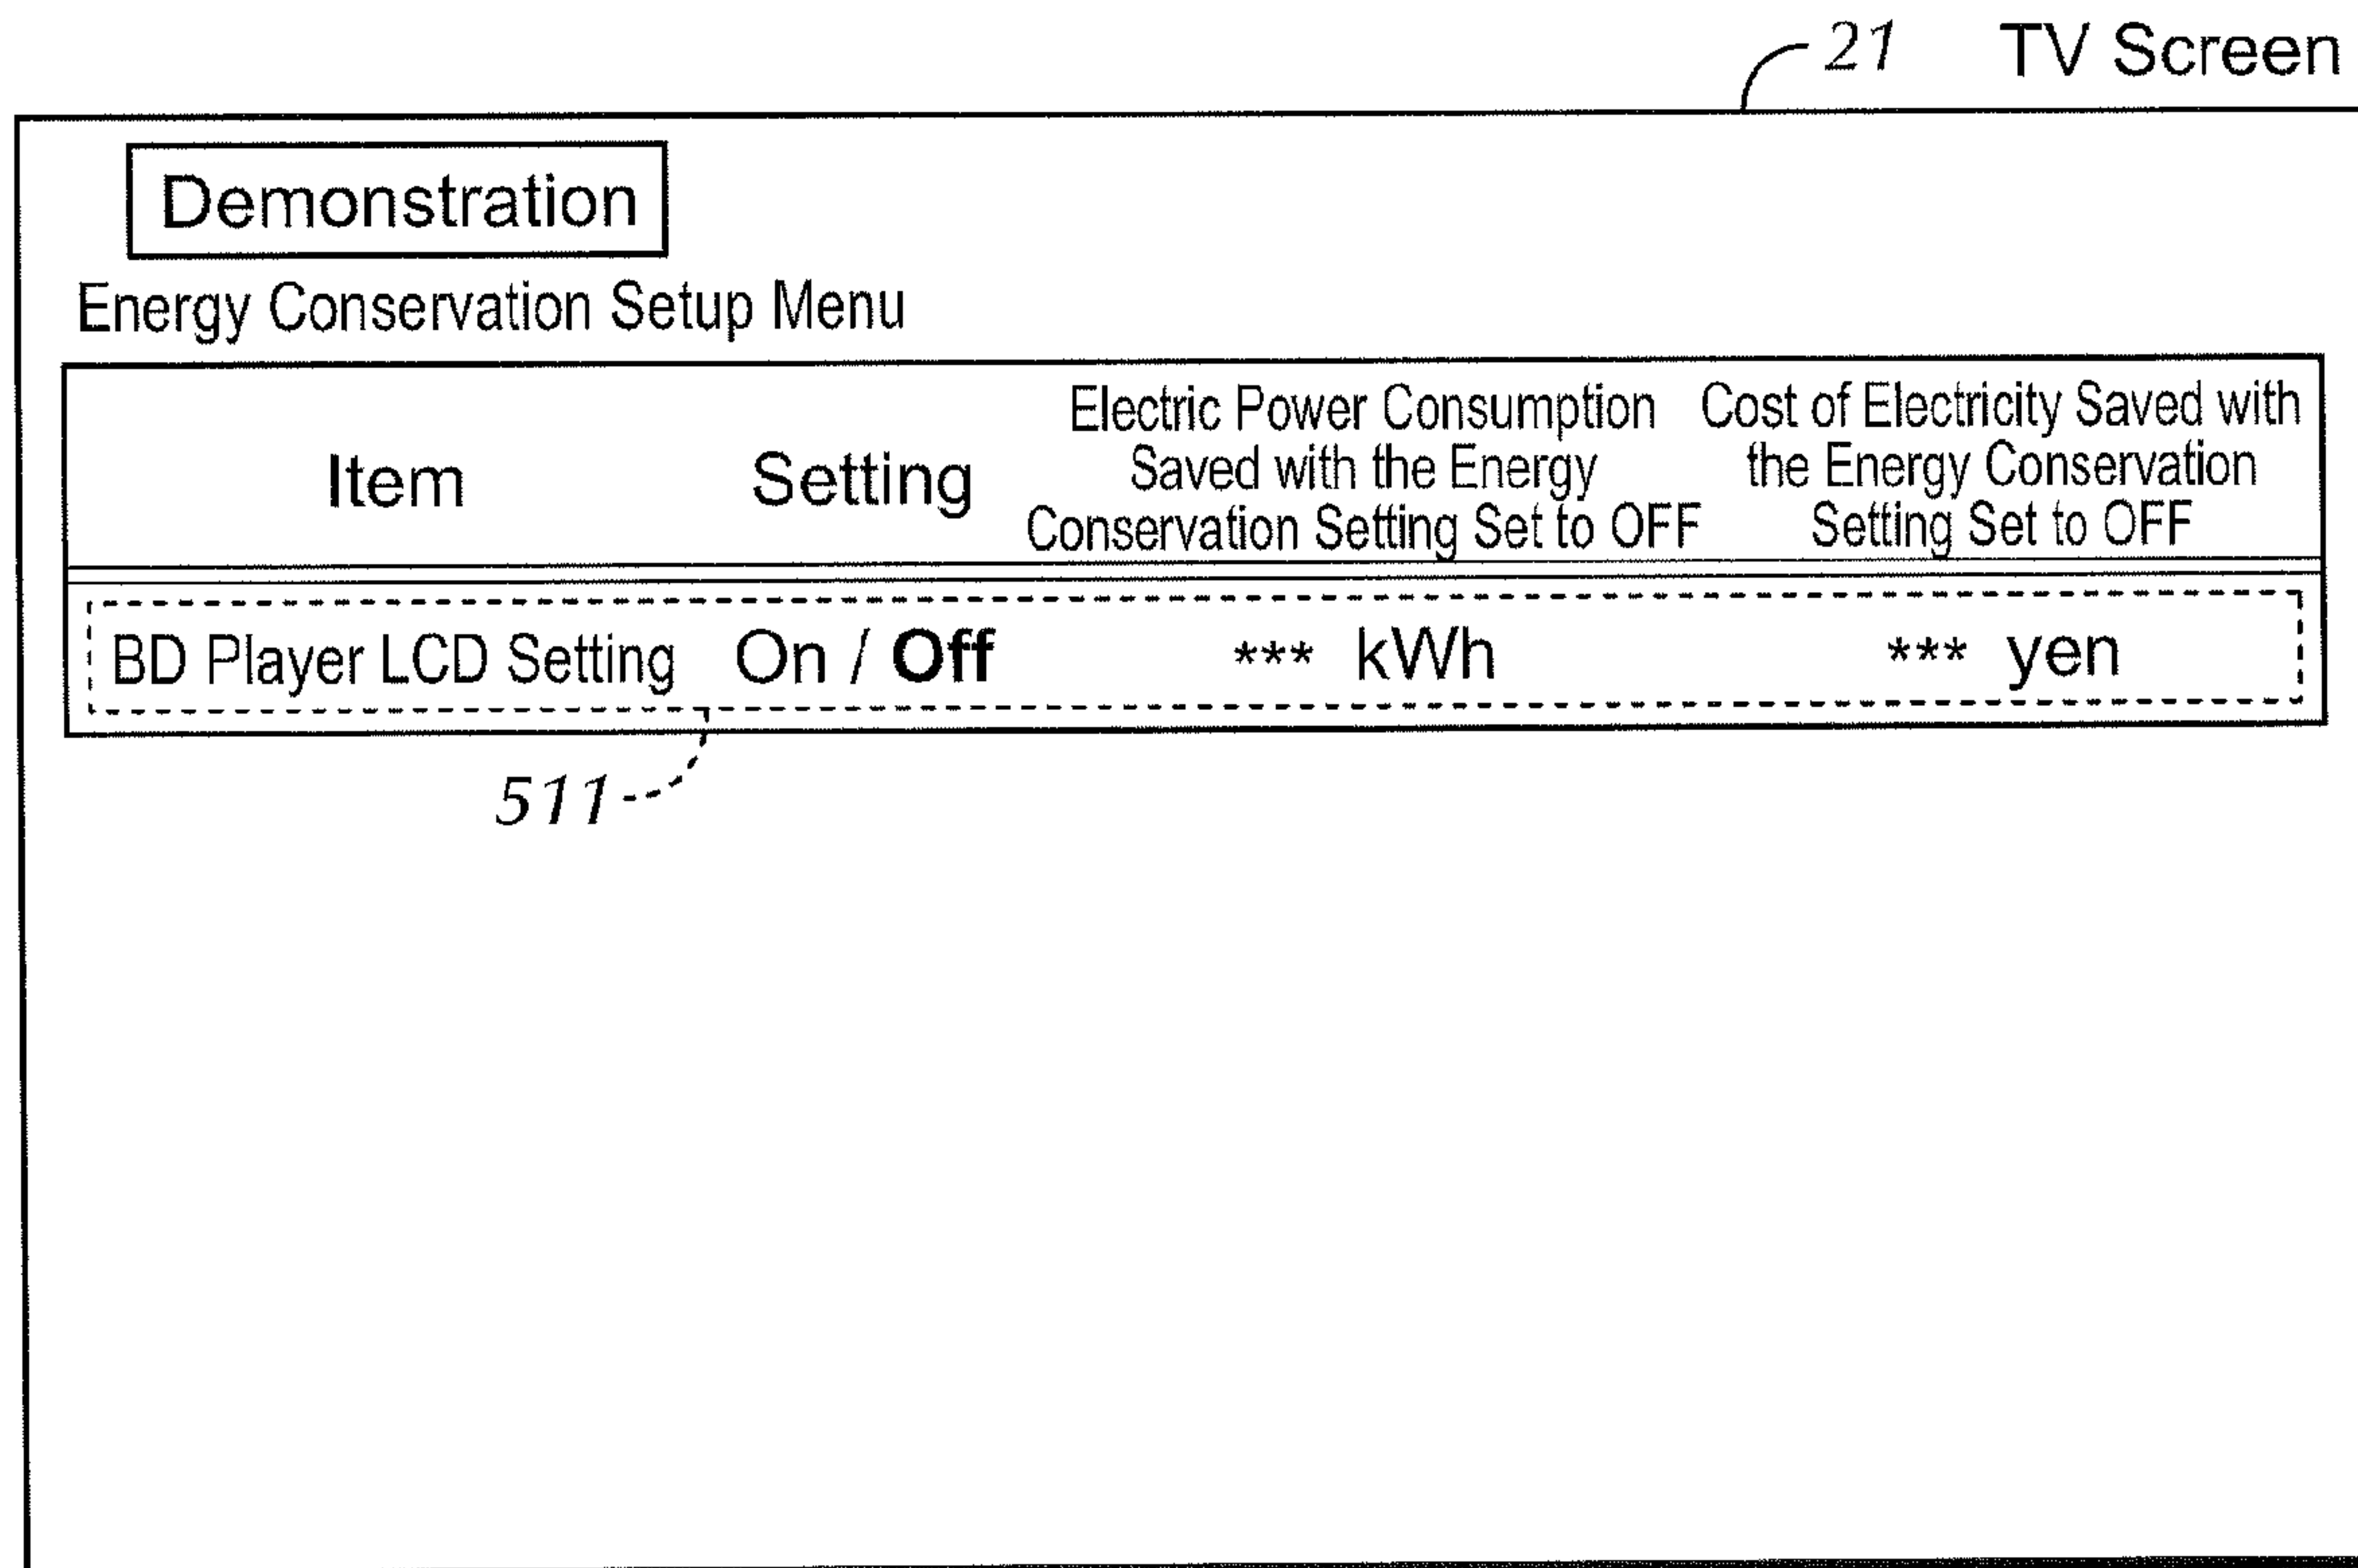 21 TV Screen
Demonstration
Energy Conservation Setup Menu
Item
Setting
Electric Power Consumption
Saved with the Energy
Conservation Setting Set to OFF
Cost of Electricity Saved with
the Energy Conservation
Setting Set to OFF
BD Player LCD Setting On / Off *** kWh *** yen
511